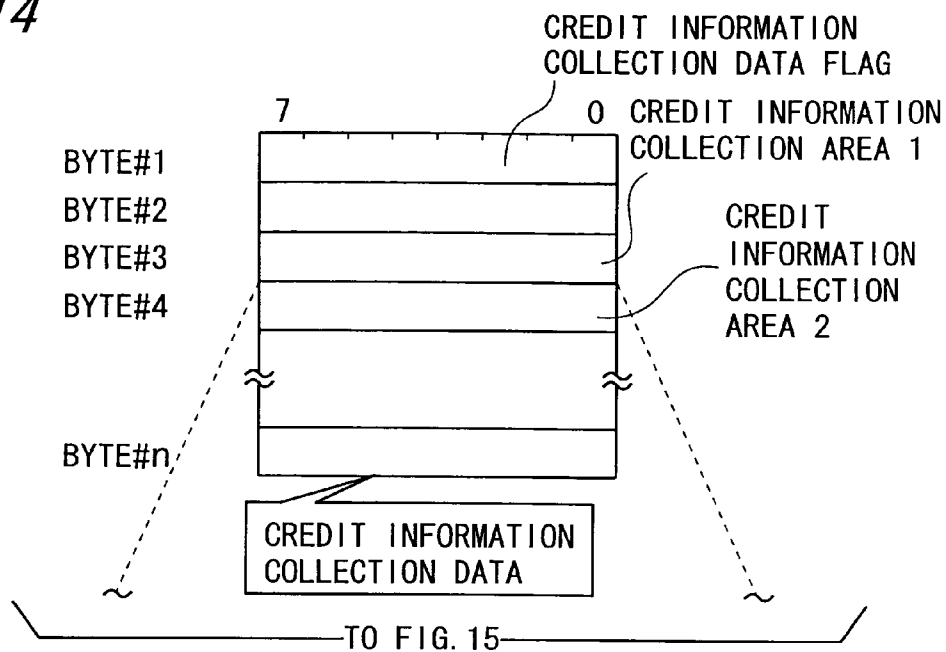 14
CREDIT INFORMATION
COLLECTION DATA FLAG
7 0
CREDIT INFORMATION
COLLECTION AREA 1
BYTE#1
BYTE#2
BYTE#3
BYTE#4
CREDIT
INFORMATION
COLLECTION
AREA 2
BYTE#n
CREDIT INFORMATION
COLLECTION DATA
TO FIG. 15